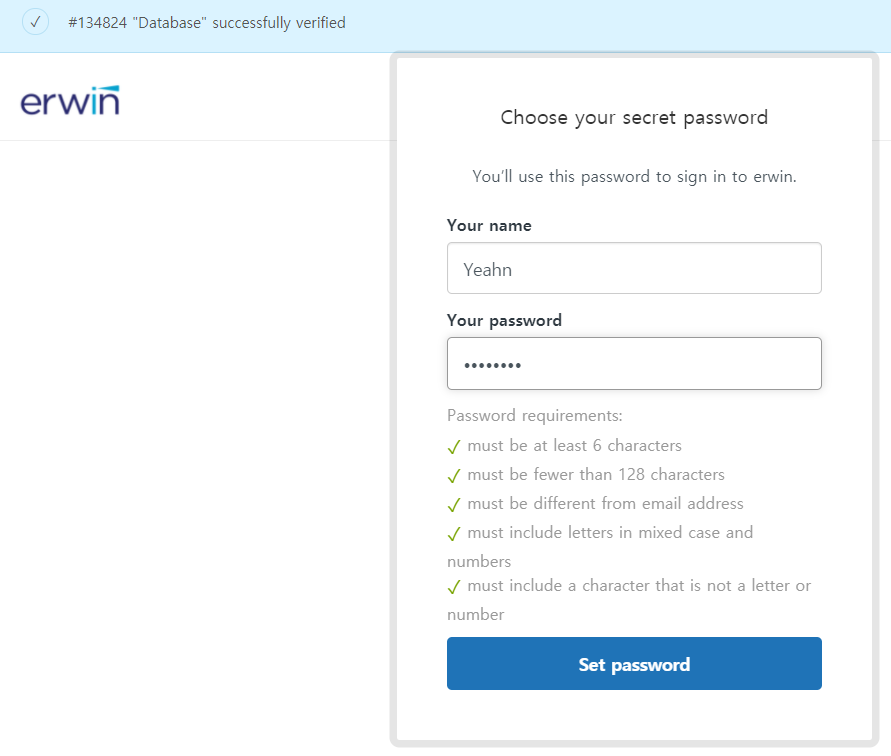 #134824 "Database" successfully verified
erwin
Choose your secret password
You'll use this password to sign in to erwin.
Your name
Yeahn
Your password
••••••••
Password requirements:
✓ must be at least 6 characters
✓ must be fewer than 128 characters
✓ must be different from email address
✓ must include letters in mixed case and
numbers
✓ must include a character that is not a letter or
number
Set password